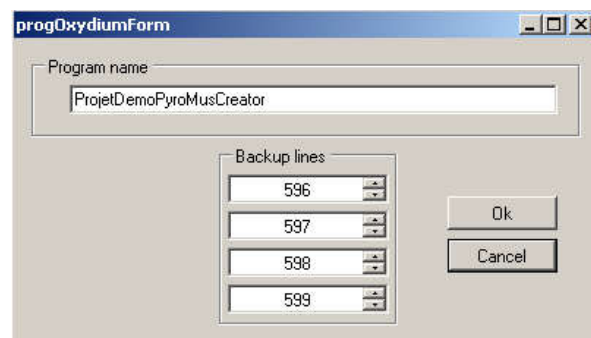 progOxydiumForm
Program name
ProjetDemoPyroMusCreator
Backup lines
596
597
598
599
Ok
Cancel